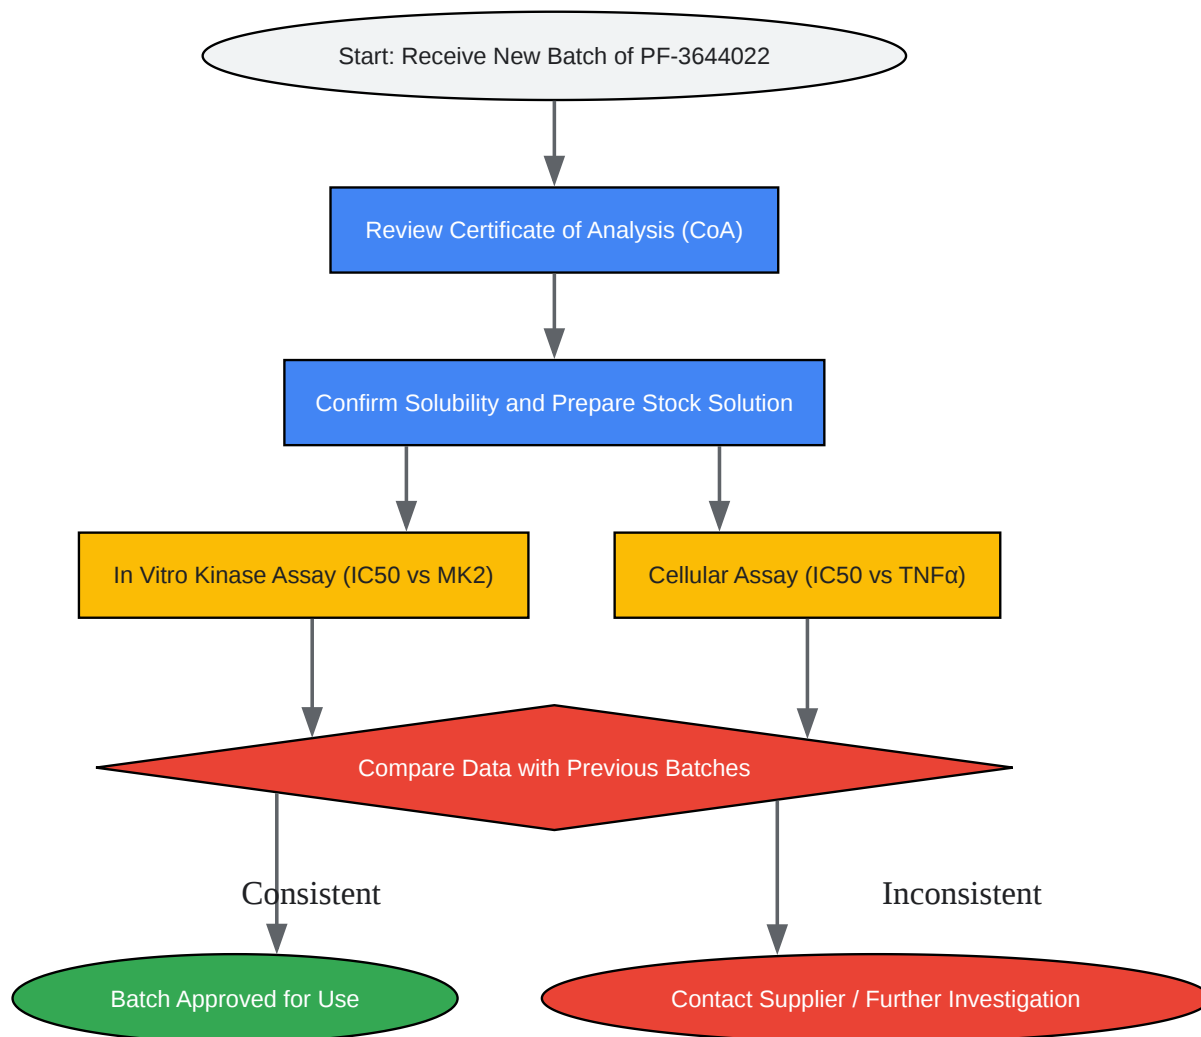 Start: Receive New Batch of PF-3644022
Review Certificate of Analysis (CoA)
Confirm Solubility and Prepare Stock Solution
In Vitro Kinase Assay (IC50 vs MK2)
Cellular Assay (IC50 vs TNFα)
Compare Data with Previous Batches
Consistent
Inconsistent
Batch Approved for Use
Contact Supplier / Further Investigation